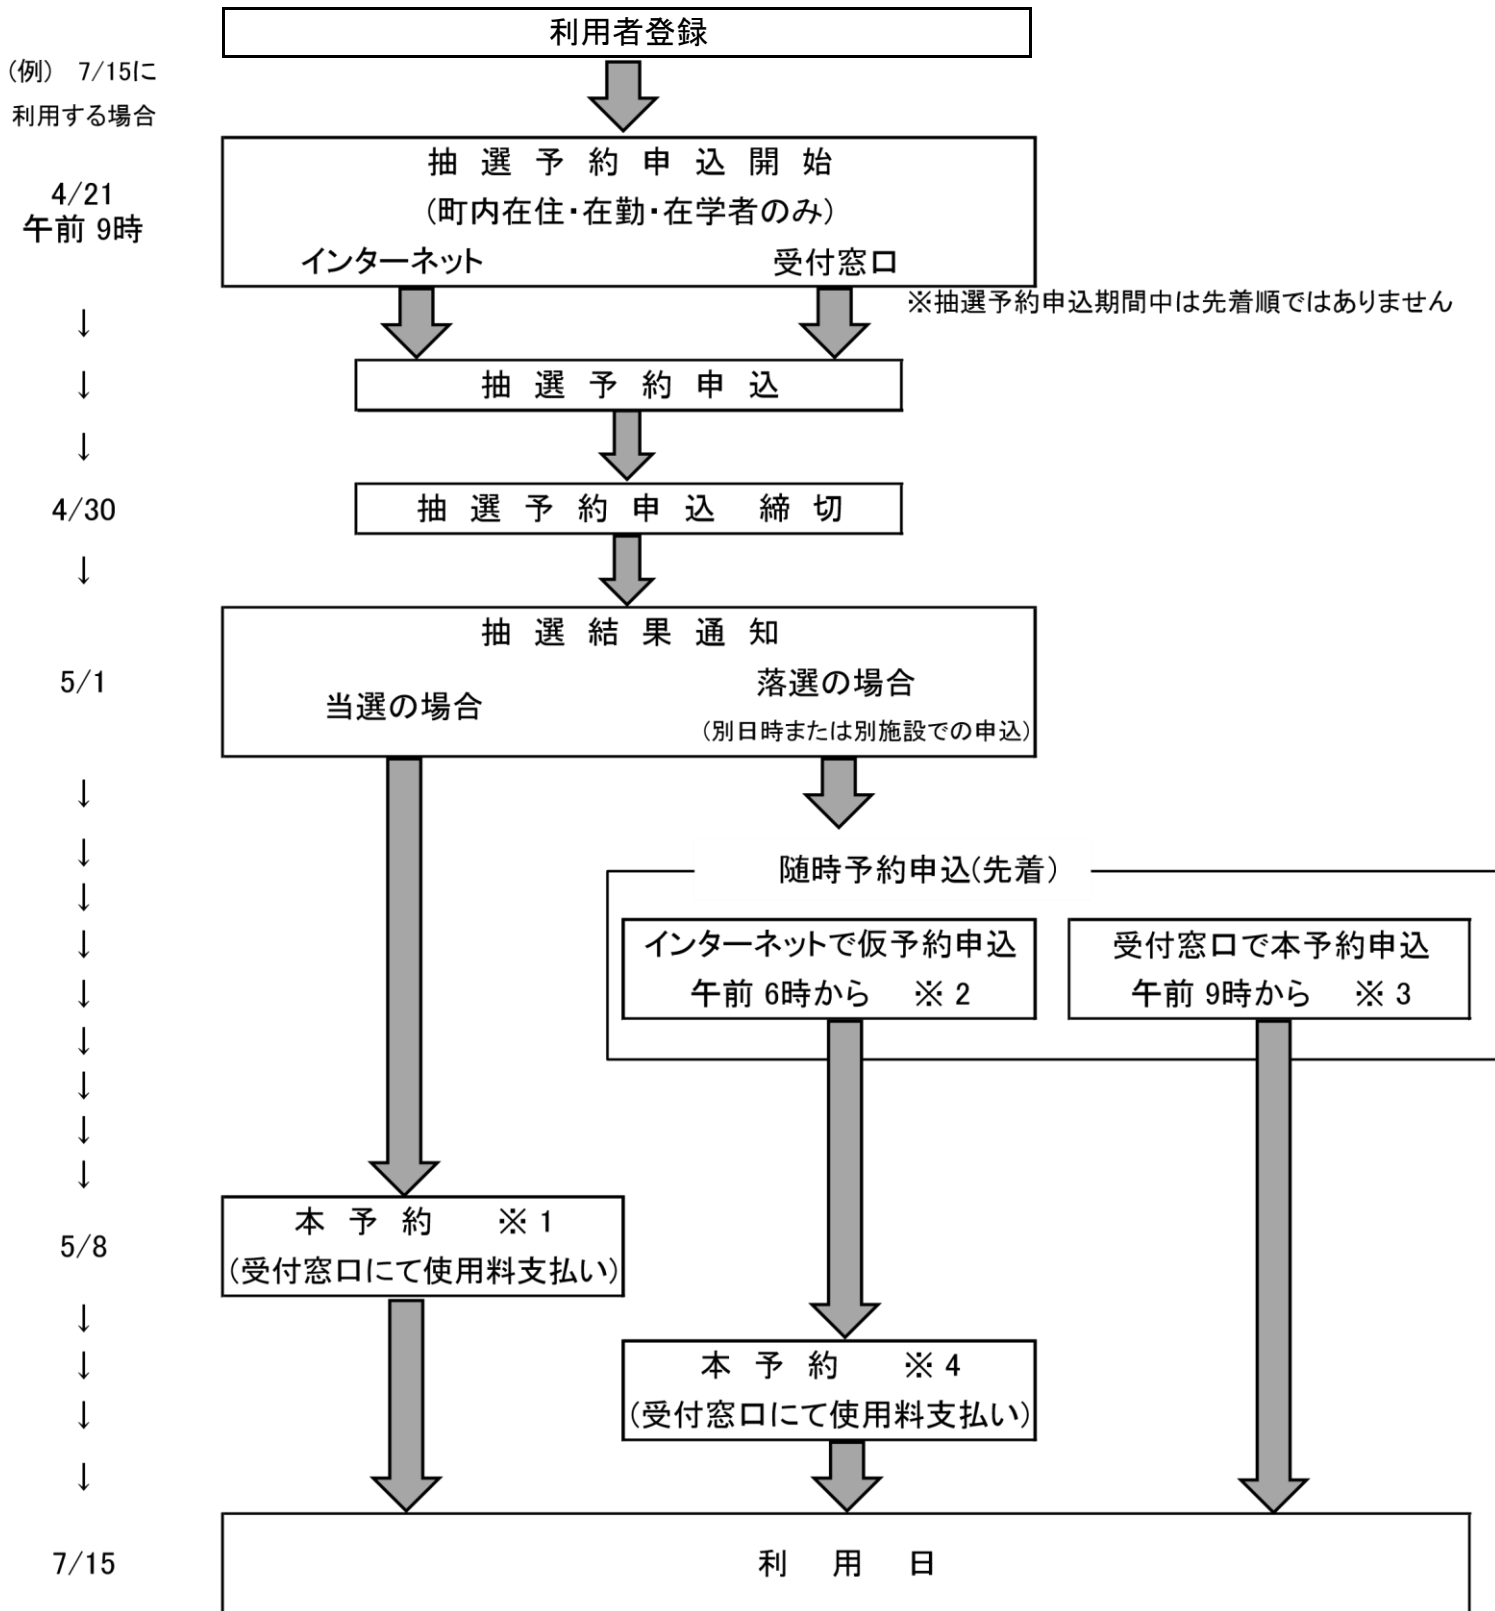 利用者登録
(例) 7/15に
利用する場合
抽選予約申込開始
(町内在住・在勤・在学者のみ)
インターネット 受付窓口
4/21
午前 9時
※抽選予約申込期間中は先着順ではありません
↓
↓
抽選予約申込
↓
4/30
抽選予約申込 締切
↓
抽選結果通知
5/1
当選の場合
落選の場合
(別日時または別施設での申込)
↓
↓
↓
↓
↓
↓
↓
↓
↓
随時予約申込(先着)
インターネットで仮予約申込
午前 6時から ※ 2
受付窓口で本予約申込
午前 9時から ※ 3
5/8
本予約 ※ 1
(受付窓口にて使用料支払い)
↓
↓
↓
↓
本予約 ※ 4
(受付窓口にて使用料支払い)
7/15
利用日